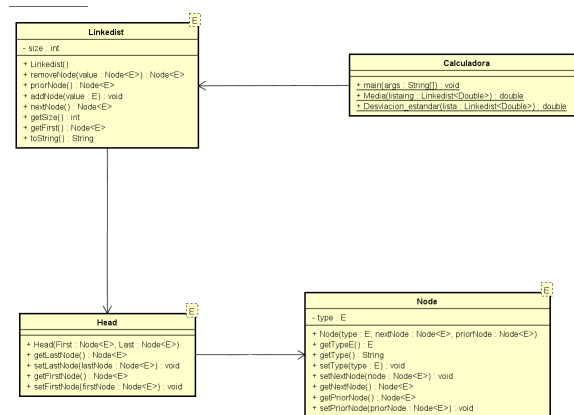 E
Linkedist
- size : int
+ Linkedist()
+ removeNode(value : Node<E>) : Node<E>
+ priorNode() : Node<E>
+ addNode(value : E) : void
+ nextNode() : Node<E>
+ getSize() : int
+ getFirst() : Node<E>
+ toString() : String
Calculadora
+ main(args : String[]) : void
+ Media(listaing : Linkedist<Double>) : double
+ Desviacion_estandar(lista : Linkedist<Double>) : double
E
Head
+ Head(First : Node<E>, Last : Node<E>)
+ getLastNode() : Node<E>
+ setLastNode(lastNode : Node<E>) : void
+ getFirstNode() : Node<E>
+ setFirstNode(firstNode : Node<E>) : void
E
Node
- type : E
+ Node(type : E, nextNode : Node<E>, priorNode : Node<E>)
+ getTypeE() : E
+ getType() : String
+ setType(type : E) : void
+ setNextNode(node : Node<E>) : void
+ getNextNode() : Node<E>
+ getPriorNode() : Node<E>
+ setPriorNode(priorNode : Node<E>) : void